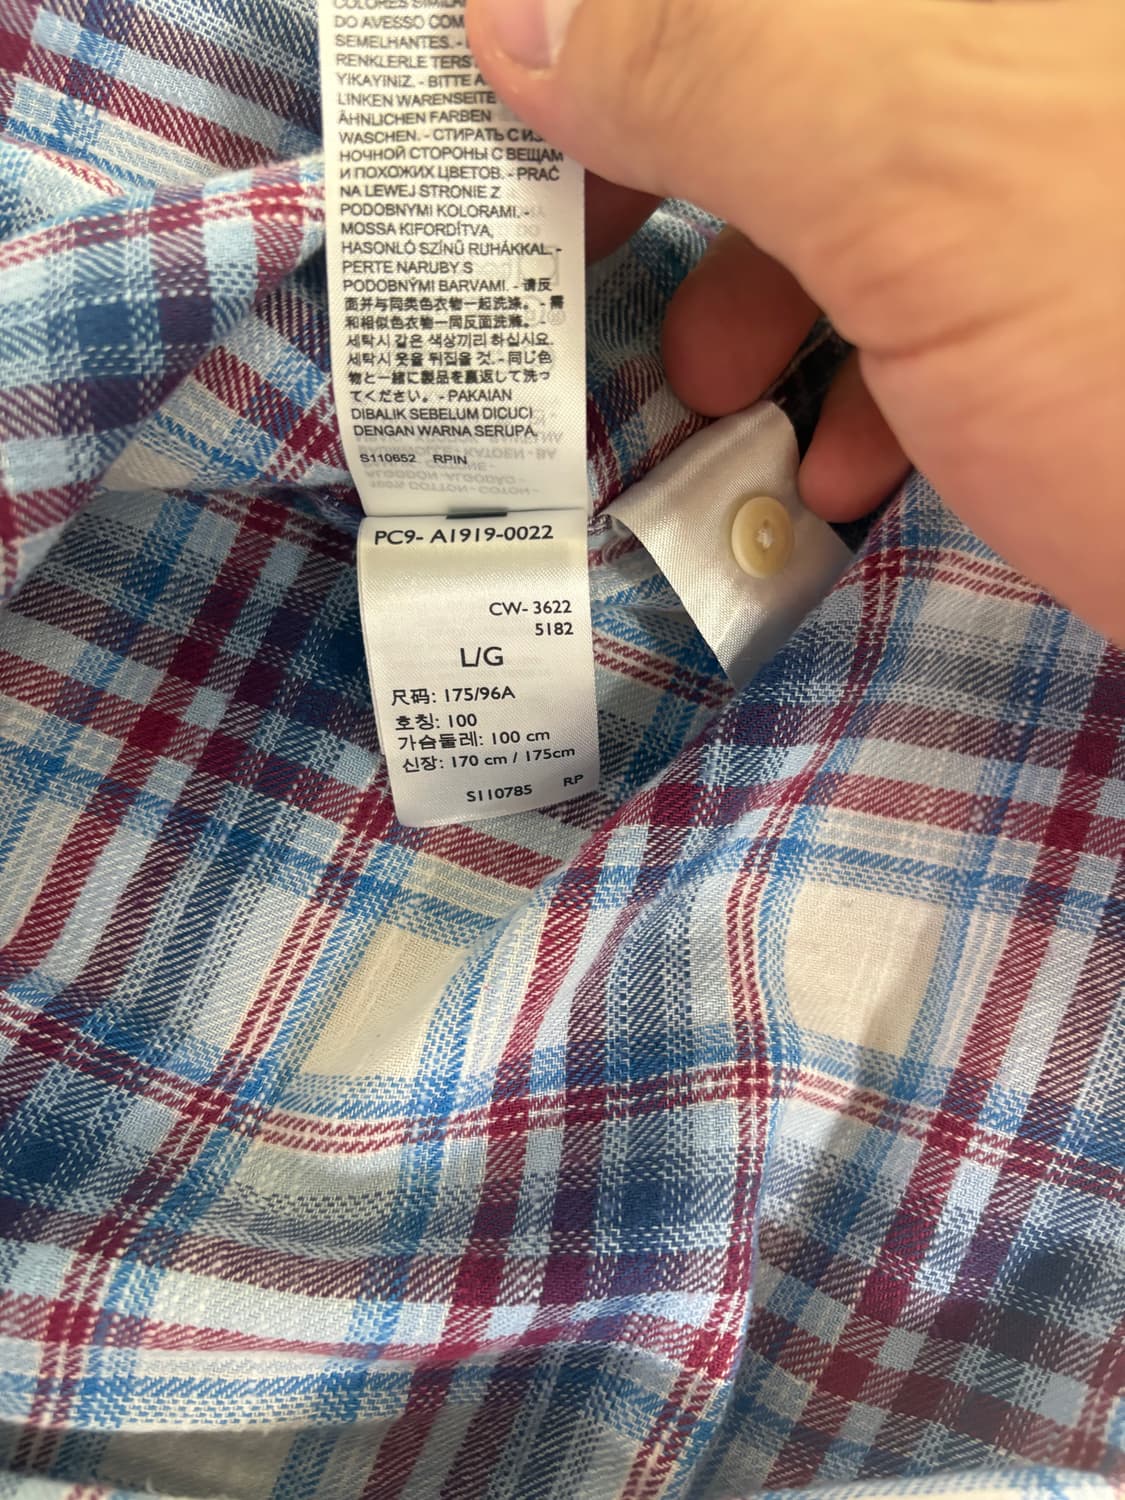 DO AVESSO COM
SEMELHANTES. -
RENKLERLE TERS
YIKAYINIZ. - BITTE A
LINKEN WARENSEITE
ÄHNLICHEN FARBEN
WASCHEN. - СТИРАТЬ С ИЗ
НОЧНОЙ СТОРОНЫ С ВЕЩАМ
И ПОХОЖИХ ЦВЕТОВ. - PRAĆ
NA LEWEJ STRONIE Z
PODOBNYMI KOLORAMI. -
MOSSA KIFORDÍTVA,
HASONLÓ SZÍNŰ RUHÁKKAL. -
PERTE NARUBY S
PODOBNÝMI BARVAMI. - 请反
面并与同类色衣物一起洗涤。 - 需
和相似色衣物一同反面洗滌。 -
세탁시 같은 색상끼리 하십시요.
세탁시 옷을 뒤집을 것. - 同じ色
物と一緒に製品を裏返して洗っ
てください。 - PAKAIAN
DIBALIK SEBELUM DICUCI
DENGAN WARNA SERUPA.
S110652 RPIN
PC9- A1919-0022
CW- 3622
5182
L/G
尺码: 175/96A
호칭: 100
가슴둘레: 100 cm
신장: 170 cm / 175cm
S110785 RP